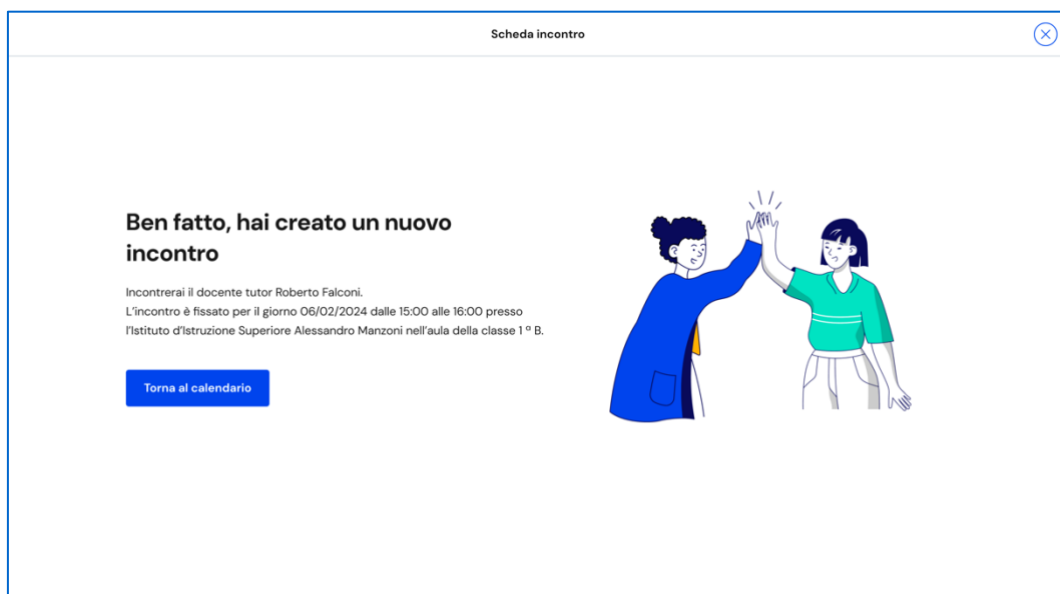 Scheda incontro
Ben fatto, hai creato un nuovo
incontro
Incontrerai il docente tutor Roberto Falconi.
L'incontro è fissato per il giorno 06/02/2024 dalle 15:00 alle 16:00 presso
l'Istituto d'Istruzione Superiore Alessandro Manzoni nell'aula della classe 1 ª B.
Torna al calendario